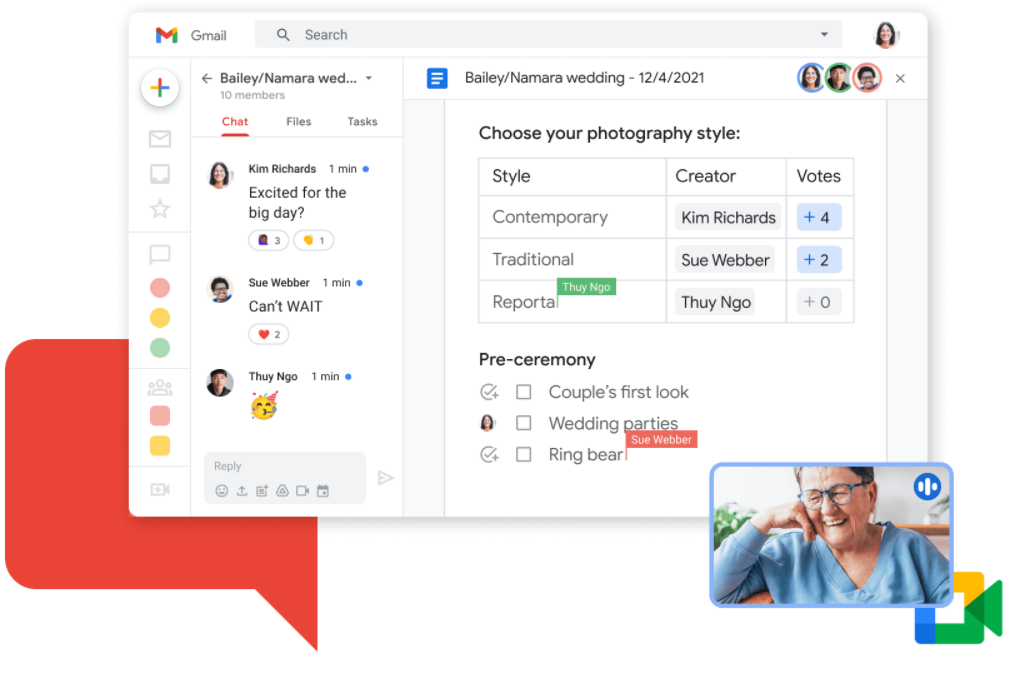 Gmail
Search
Bailey/Namara wed...
10 members
Chat Files Tasks
Kim Richards 1 min
Excited for the
big day?
3 1
Sue Webber 1 min
Can't WAIT
2
Thuy Ngo 1 min
Reply
Bailey/Namara wedding - 12/4/2021
Choose your photography style:
Style Creator Votes
Contemporary Kim Richards + 4
Traditional Sue Webber + 2
Thuy Ngo
Reporta Thuy Ngo + 0
Pre-ceremony
Couple's first look
Wedding parties
Sue Webber
Ring bear